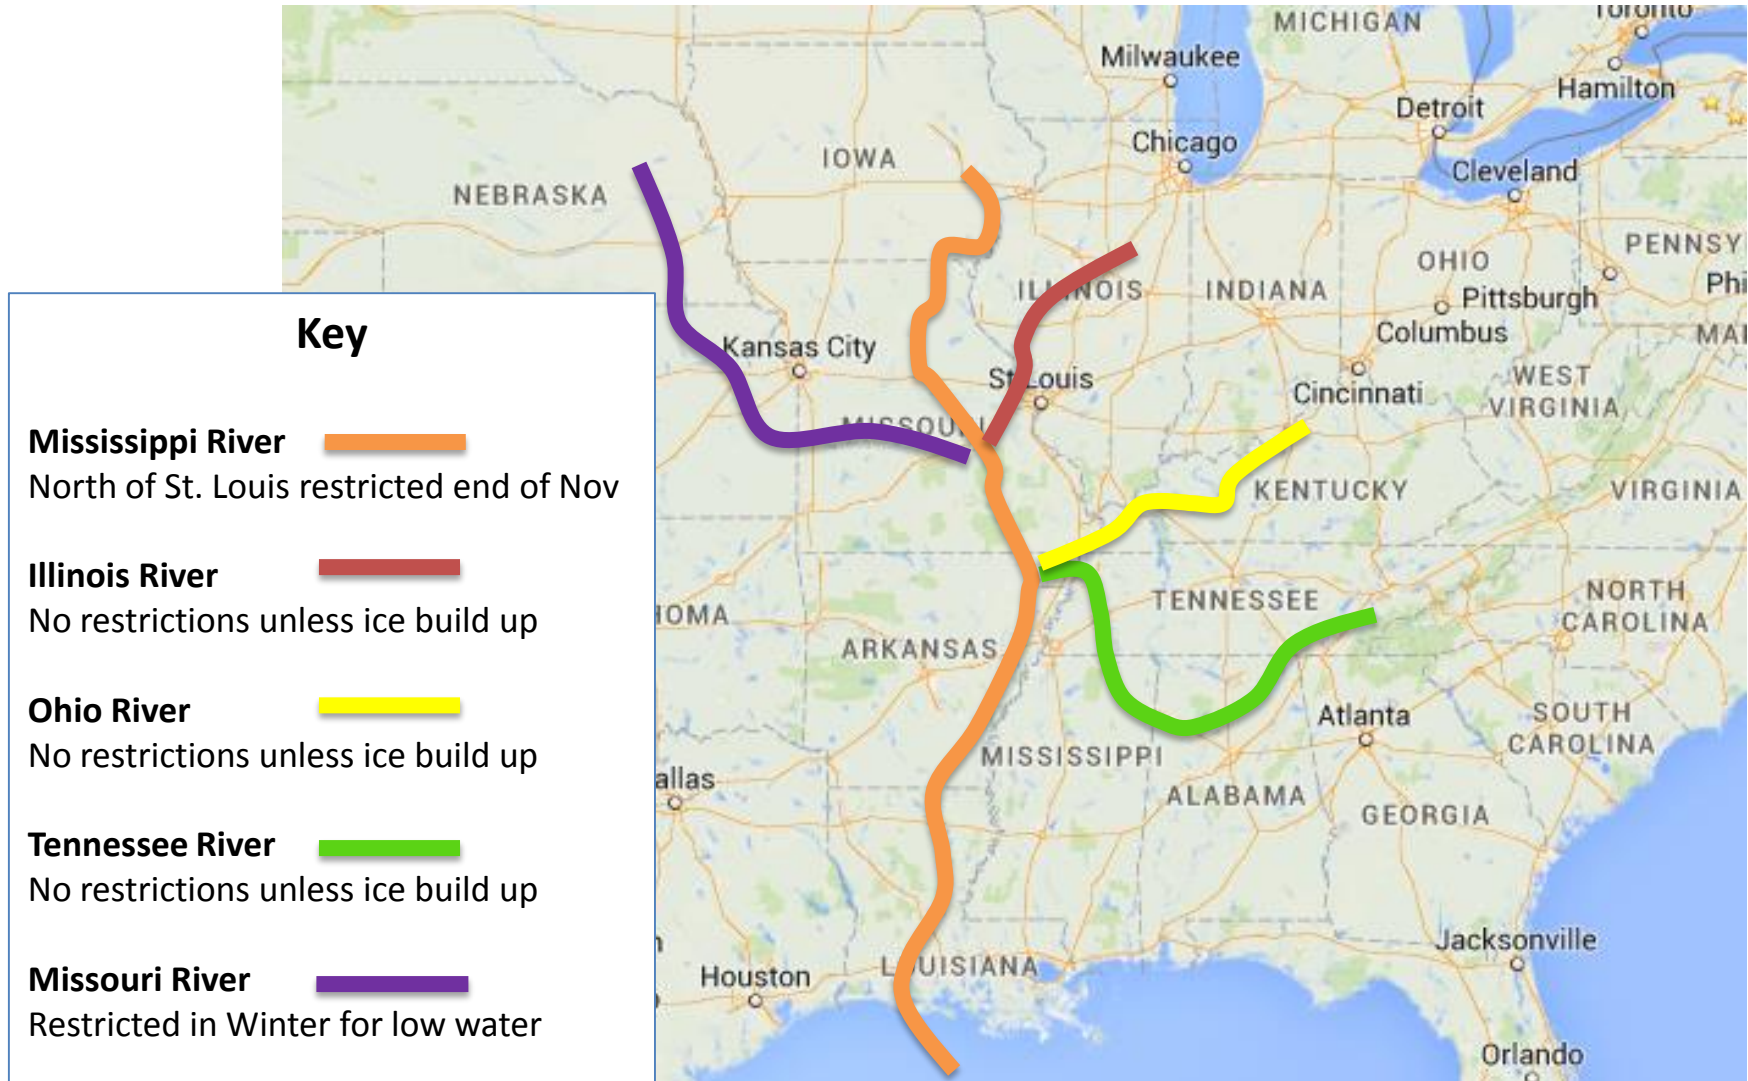 Key
Mississippi River
North of St. Louis restricted end of Nov
Illinois River
No restrictions unless ice build up
Ohio River
No restrictions unless ice build up
Tennessee River
No restrictions unless ice build up
Missouri River
Restricted in Winter for low water
MICHIGAN
Toronto
Milwaukee
Hamilton
Detroit
Chicago
IOWA
Cleveland
NEBRASKA
PENNSY
OHIO
ILLINOIS
INDIANA
Pittsburgh
Phi
Columbus
MAR
Kansas City
St Louis
Cincinnati
WEST
VIRGINIA
MISSOURI
KENTUCKY
VIRGINIA
TENNESSEE
NORTH
CAROLINA
HOMA
ARKANSAS
Atlanta
SOUTH
CAROLINA
MISSISSIPPI
allas
ALABAMA
GEORGIA
Jacksonville
LOUISIANA
Houston
Orlando